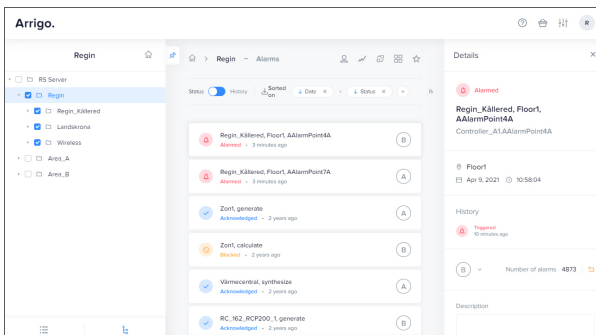 Arrigo.
R
Regin
RS Server
Regin
Regin_Kållered
Landskrona
Wireless
Area_A
Area_B
Regin – Alarms
Status
History
Sorted on
Date
Status
Regin_Kållered, Floor1, AAlarmPoint4A
Alarmed • 3 minutes ago
B
Regin_Kållered, Floor1, AAlarmPoint7A
Alarmed • 3 minutes ago
A
Zon1, generate
Acknowledged • 2 years ago
A
Zon1, calculate
Blocked • 2 years ago
B
Värmecentral, synthesize
Acknowledged • 2 years ago
A
RC_162_RCP200_1, generate
Acknowledged • 2 years ago
B
Details
Alarmed
Regin_Kållered, Floor1,
AAlarmPoint4A
Controller_A1.AAlarmPoint4A
Floor1
Apr 9, 2021 10:58:04
History
Triggered
10 minutes ago
B
Number of alarms 4873
Description